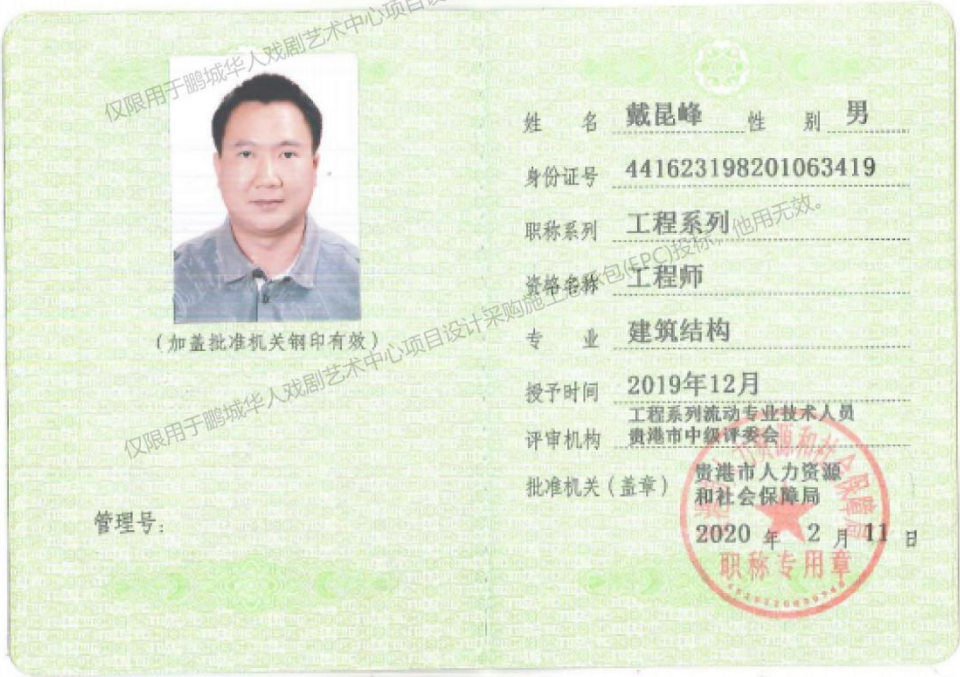 仅限用于鹏城华人戏剧艺术中心项目设
(加盖批准机关钢印有效)
管理号:
姓 名 戴昆峰 性 别 男
身份证号 441623198201063419
职称系列 工程系列
资格名称 工程师
专 业 建筑结构
授予时间 2019年12月
评审机构 工程系列流动专业技术人员
贵港市中级评委会
批准机关(盖章) 贵港市人力资源
和社会保障局
2020 年 2 月 11 日
职称专用章
仅限用于鹏城华人戏剧艺术中心项目设计采购施工总承包(EPC)投标,他用无效。